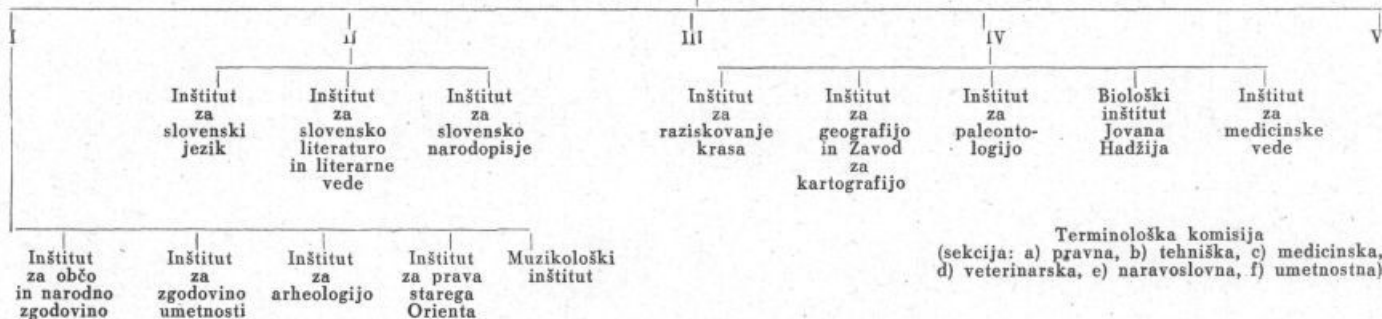 I II III IV V
Inštitut
za
slovenski
jezik
Inštitut
za
slovensko
literaturo
in literarne
vede
Inštitut
za
slovensko
narodopisje
Inštitut
za
raziskovanje
krasa
Inštitut
za
geografijo
in Zavod
za
kartografijo
Inštitut
za
paleonto-
logijo
Biološki
inštitut
Jovana
Hadžija
Inštitut
za
medicinske
vede
Inštitut
za občo
in narodno
zgodovino
Inštitut
za
zgodovino
umetnosti
Inštitut
za
arheologijo
Inštitut
za prava
starega
Orienta
Muzikološki
inštitut
Terminološka komisija
(sekcija: a) pravna, b) tehniška, c) medicinska,
d) veterinarska, e) naravoslovna, f) umetnostna)